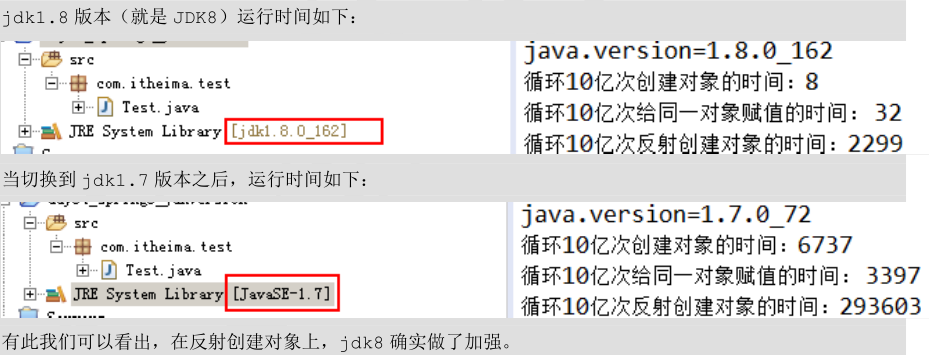 jdk1.8 版本（就是 JDK8）运行时间如下：
src
com.itheima.test
Test.java
JRE System Library [jdk1.8.0_162]
java.version=1.8.0_162
循环10亿次创建对象的时间：8
循环10亿次给同一对象赋值的时间： 32
循环10亿次反射创建对象的时间：2299
当切换到 jdk1.7 版本之后，运行时间如下：
src
com.itheima.test
Test.java
JRE System Library [JavaSE-1.7]
java.version=1.7.0_72
循环10亿次创建对象的时间：6737
循环10亿次给同一对象赋值的时间： 3397
循环10亿次反射创建对象的时间：293603
有此我们可以看出，在反射创建对象上，jdk8 确实做了加强。